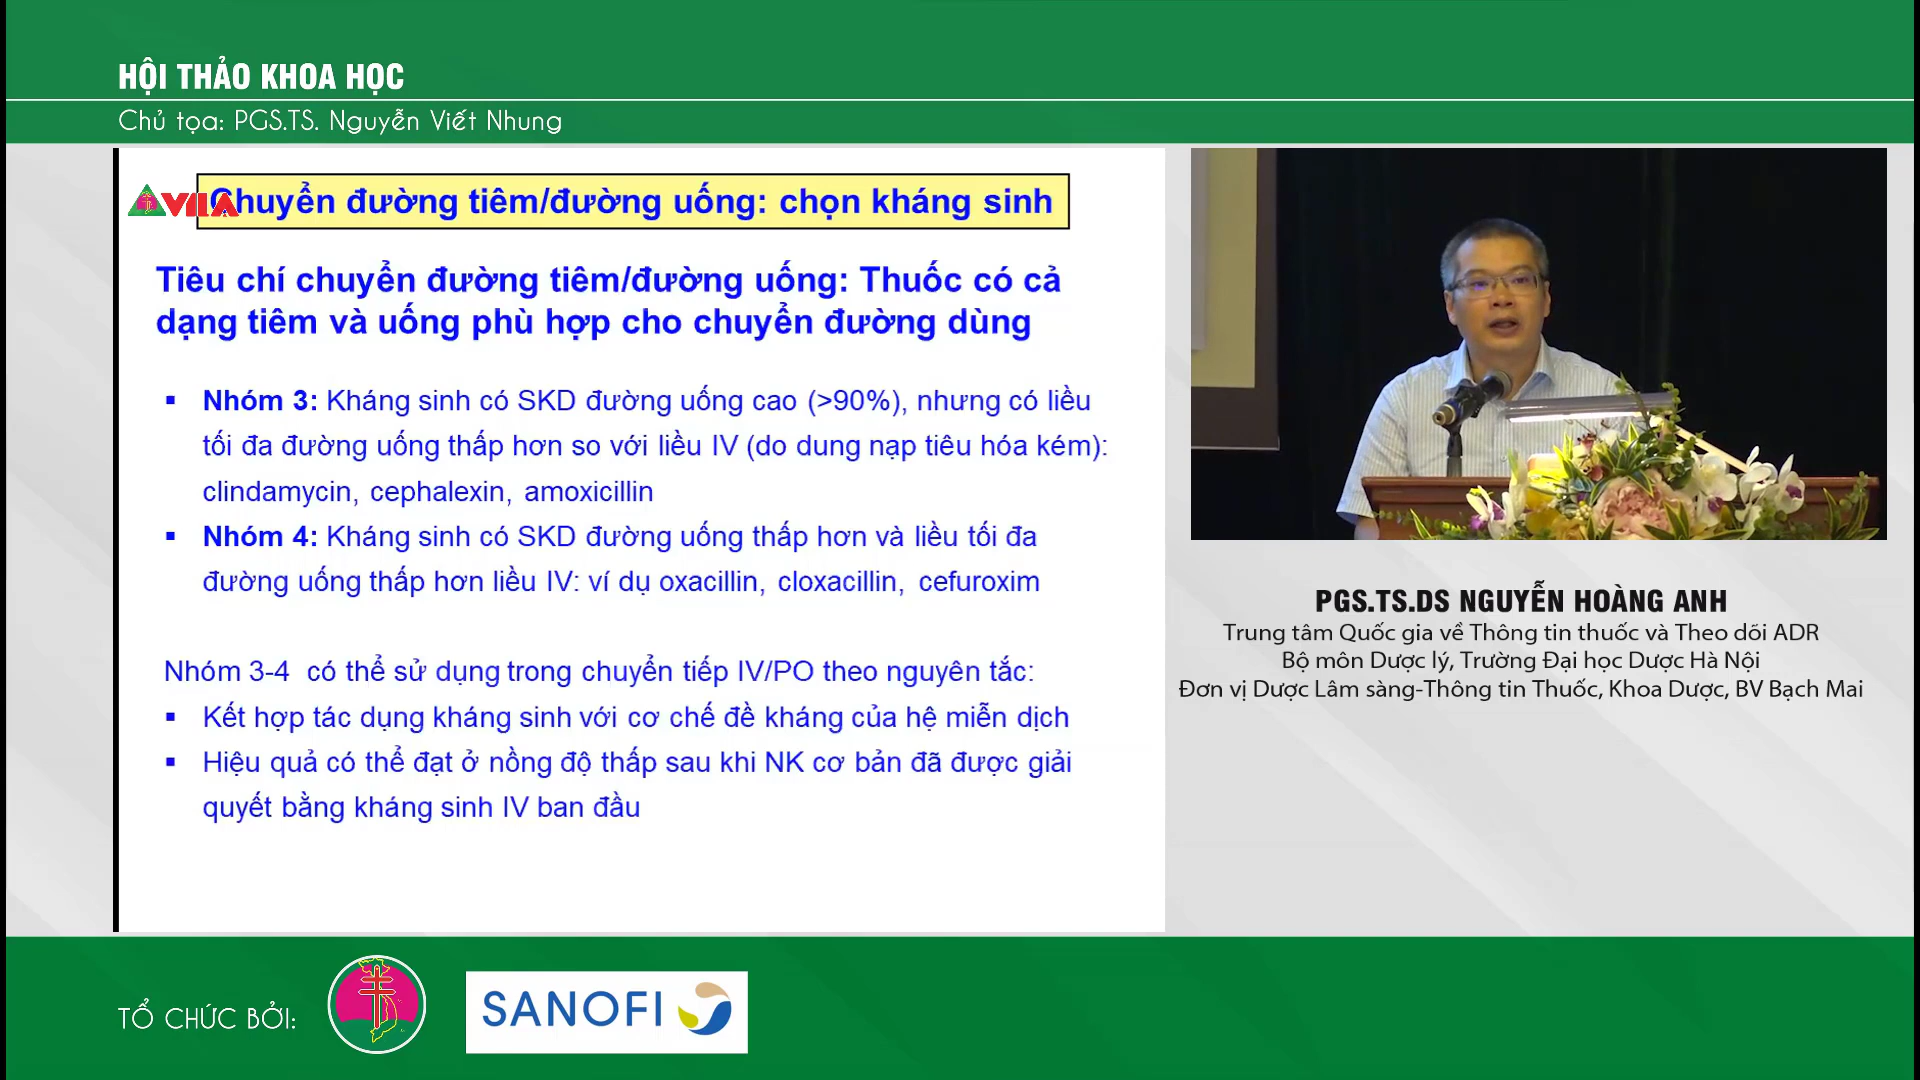 HỘI THẢO KHOA HỌC
Chủ tọa: PGS.TS. Nguyễn Viết Nhung
VILA
Chuyển đường tiêm/đường uống: chọn kháng sinh
Tiêu chí chuyển đường tiêm/đường uống: Thuốc có cả
dạng tiêm và uống phù hợp cho chuyển đường dùng
▪ Nhóm 3: Kháng sinh có SKD đường uống cao (>90%), nhưng có liều
tối đa đường uống thấp hơn so với liều IV (do dung nạp tiêu hóa kém):
clindamycin, cephalexin, amoxicillin
▪ Nhóm 4: Kháng sinh có SKD đường uống thấp hơn và liều tối đa
đường uống thấp hơn liều IV: ví dụ oxacillin, cloxacillin, cefuroxim
Nhóm 3-4 có thể sử dụng trong chuyển tiếp IV/PO theo nguyên tắc:
▪ Kết hợp tác dụng kháng sinh với cơ chế đề kháng của hệ miễn dịch
▪ Hiệu quả có thể đạt ở nồng độ thấp sau khi NK cơ bản đã được giải
quyết bằng kháng sinh IV ban đầu
PGS.TS.DS NGUYỄN HOÀNG ANH
Trung tâm Quốc gia về Thông tin thuốc và Theo dõi ADR
Bộ môn Dược lý, Trường Đại học Dược Hà Nội
Đơn vị Dược Lâm sàng-Thông tin Thuốc, Khoa Dược, BV Bạch Mai
TỔ CHỨC BỞI:
SANOFI